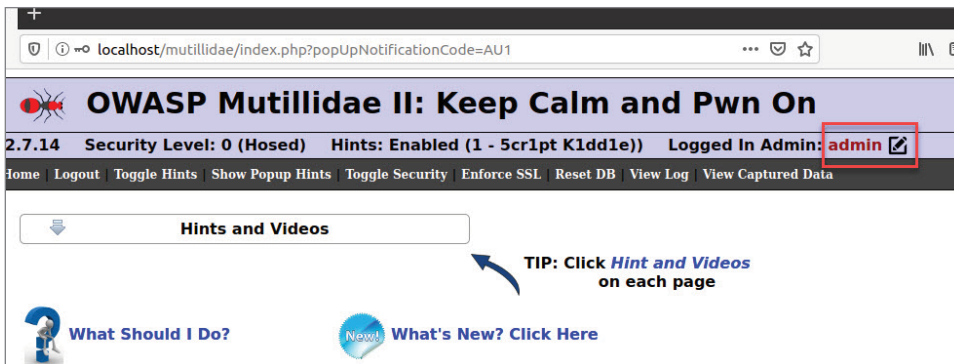 localhost/mutillidae/index.php?popUpNotificationCode=AU1
OWASP Mutillidae II: Keep Calm and Pwn On
2.7.14 Security Level: 0 (Hosed) Hints: Enabled (1 - 5cr1pt K1dd1e)) Logged In Admin: admin
Home | Logout | Toggle Hints | Show Popup Hints | Toggle Security | Enforce SSL | Reset DB | View Log | View Captured Data
Hints and Videos
TIP: Click Hint and Videos
on each page
What Should I Do?
New!
What's New? Click Here